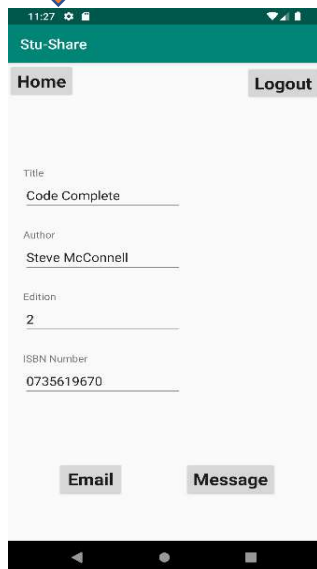 11:27
Stu-Share
Home Logout
Title
Code Complete
Author
Steve McConnell
Edition
2
ISBN Number
0735619670
Email Message